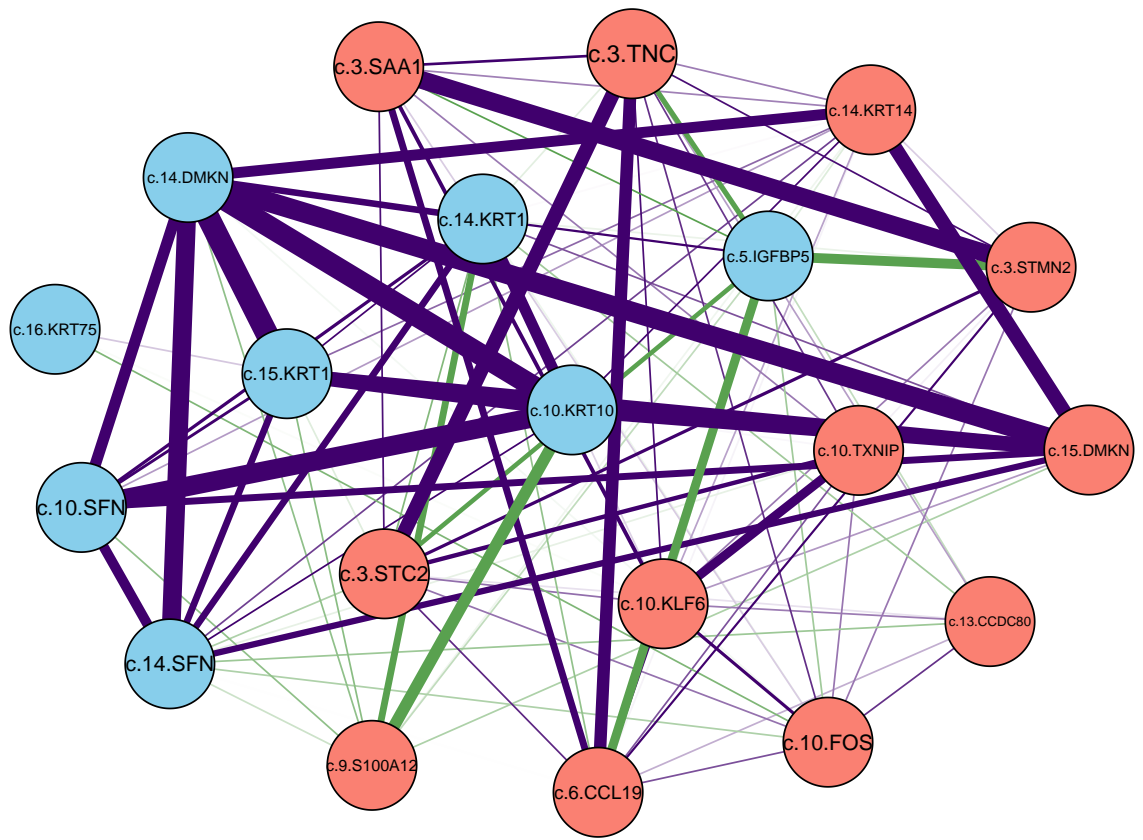 c.3.TNC
c.3.SAA1
c.14.KRT14
c.14.DMKN
c.14.KRT1
c.5.IGFBP5
c.3.STMN2
c.16.KRT75
c.15.KRT1
c.10.KRT10
c.10.TXNIP
c.15.DMKN
c.10.SFN
c.3.STC2
c.10.KLF6
c.13.CCDC80
c.14.SFN
c.10.FOS
c.9.S100A12
c.6.CCL19